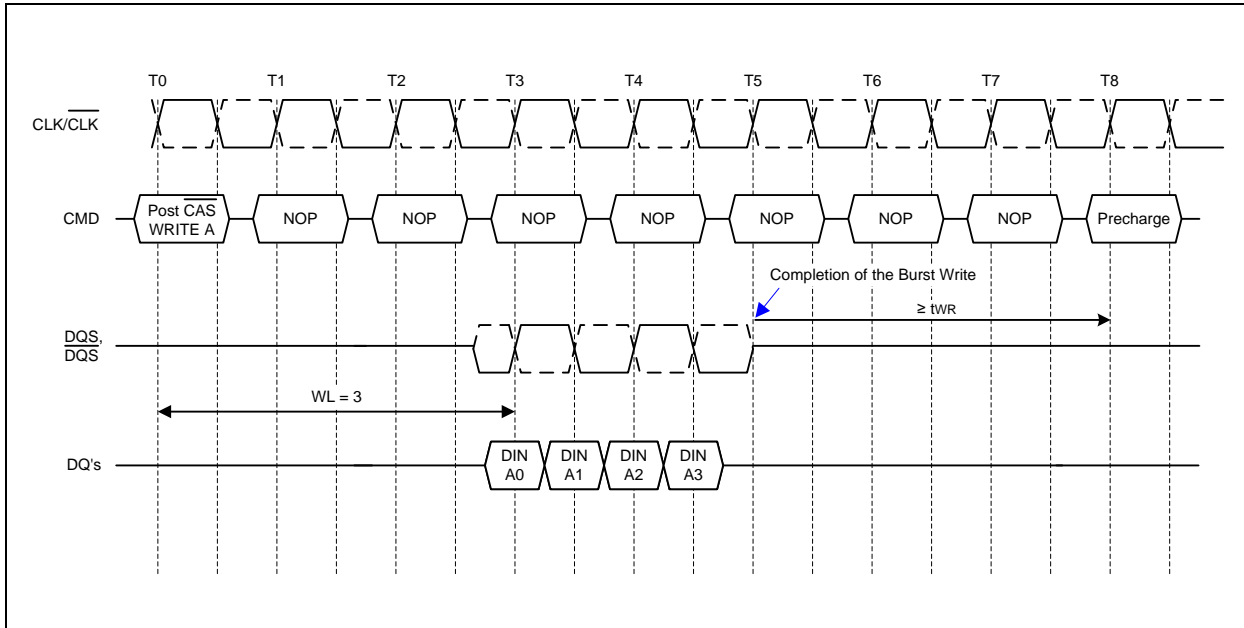 T0 T1 T2 T3 T4 T5 T6 T7 T8
CLK/CLK
CMD
Post CAS
WRITE A
NOP NOP NOP NOP NOP NOP NOP Precharge
Completion of the Burst Write
≥ tWR
DQS,
DQS
WL = 3
DQ's
DIN DIN DIN DIN
A0 A1 A2 A3